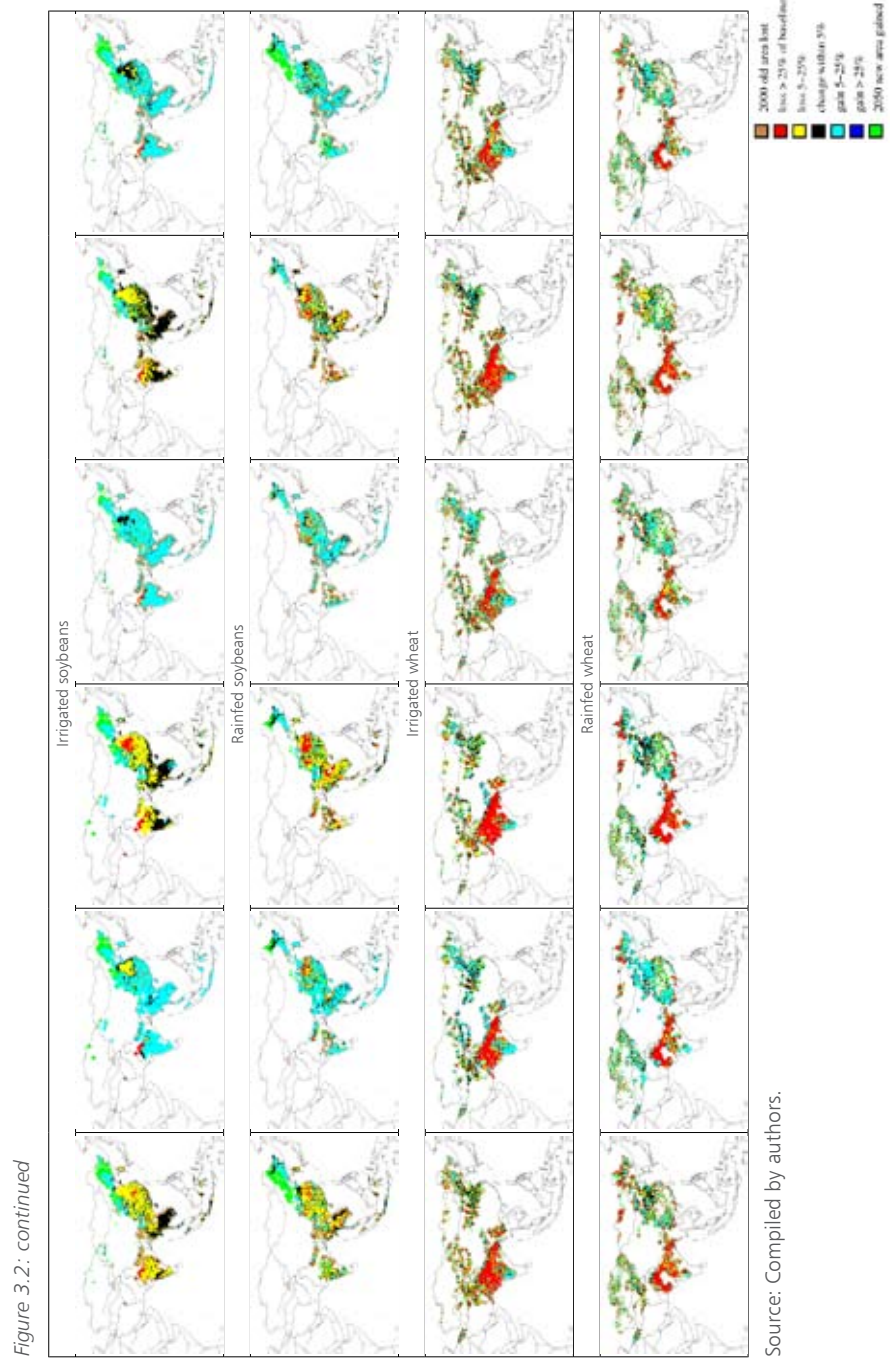 Figure 3.2: continued
Irrigated soybeans
Rainfed soybeans
Irrigated wheat
Rainfed wheat
2000 old area lost
loss > 25% of baseline
loss 5–25%
change within 5%
gain 5–25%
gain > 25%
2050 new area gained
Source: Compiled by authors.